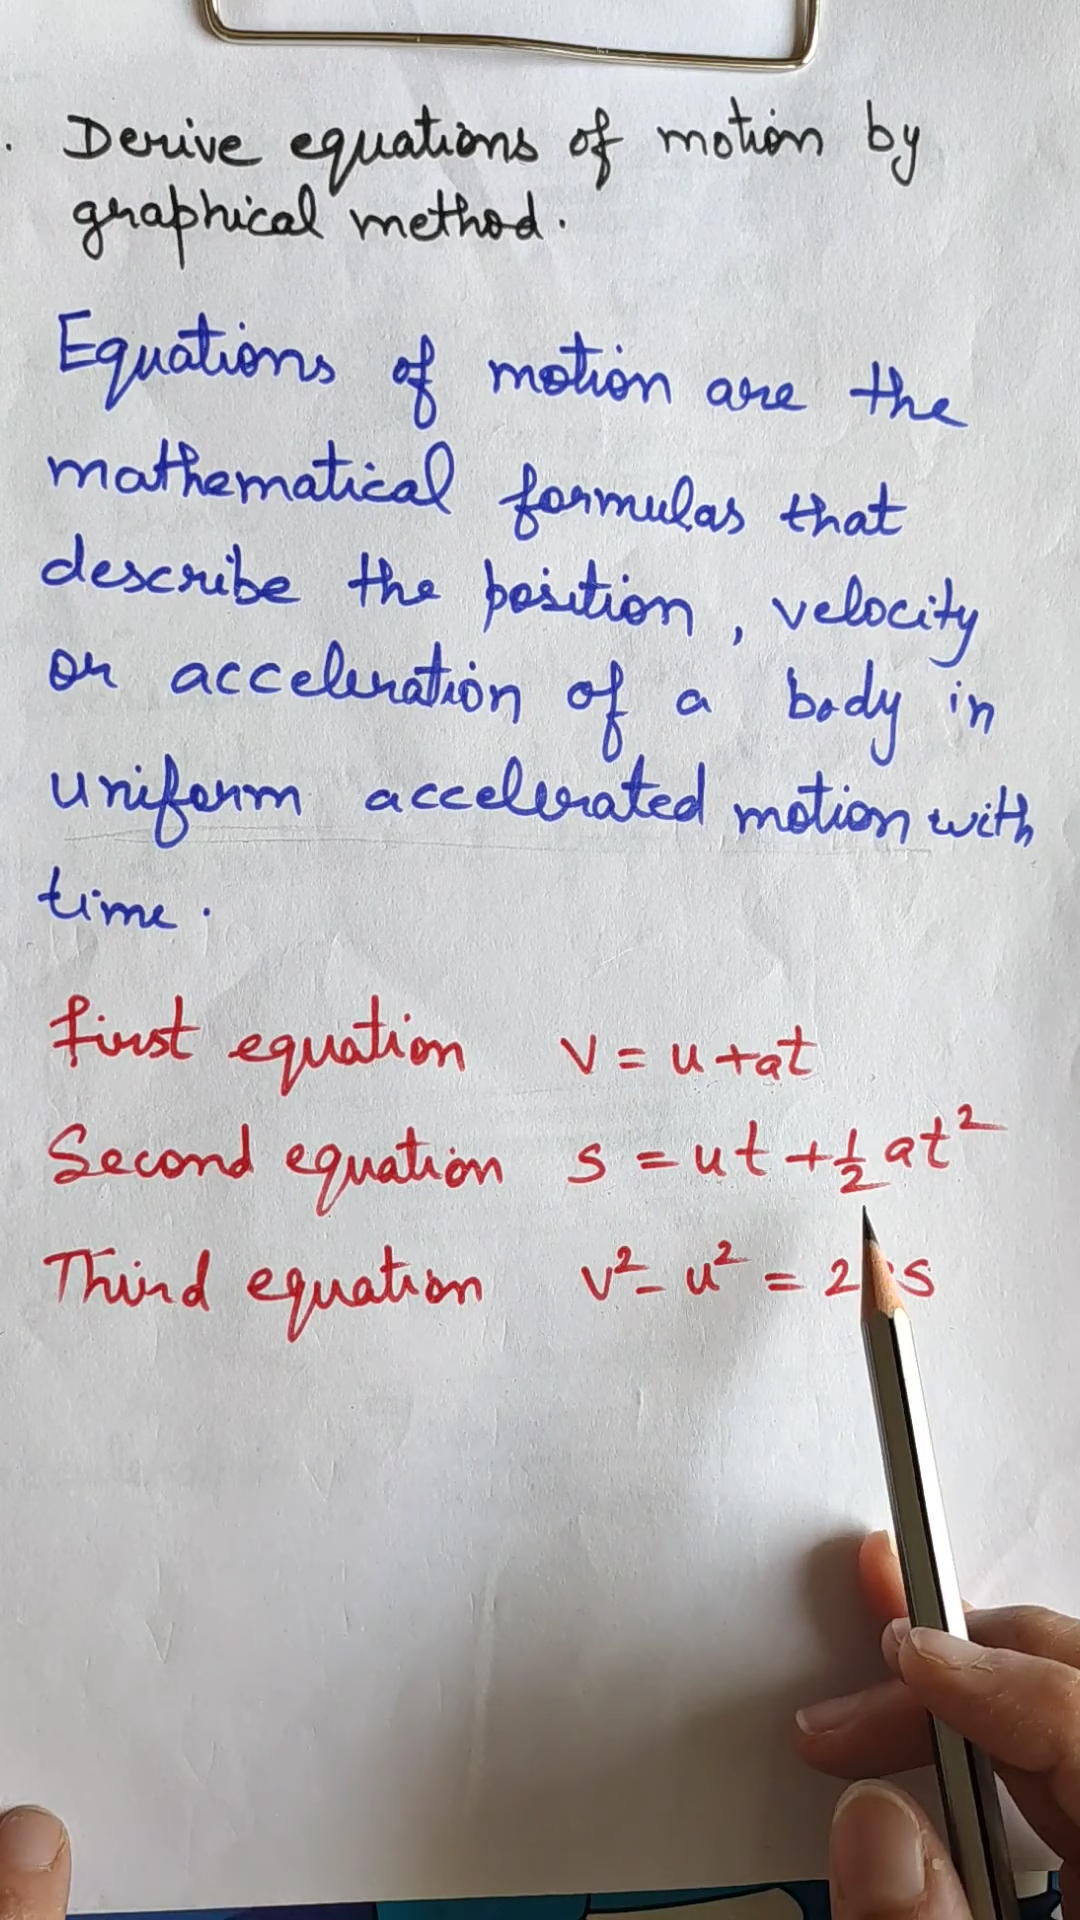 . Derive equations of motion by
graphical method.
Equations of motion are the
mathematical formulas that
describe the position, velocity
or acceleration of a body in
uniform accelerated motion with
time.
First equation v = u + at
Second equation s = ut + 1/2 at²
Third equation v² - u² = 2 s